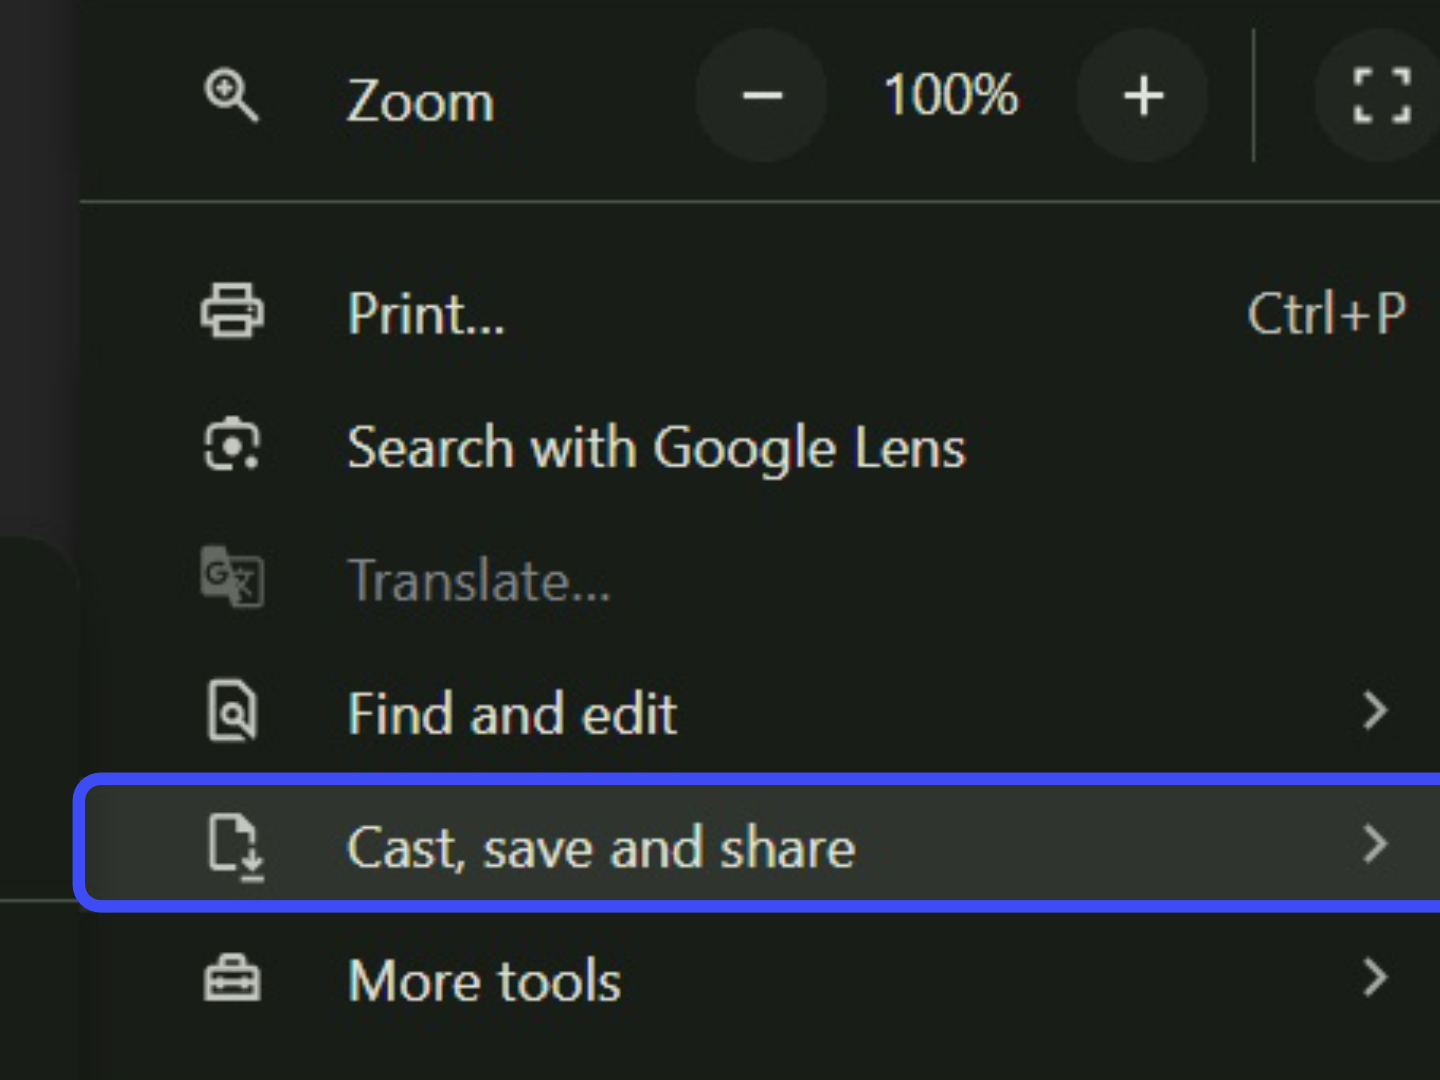 Zoom − 100% +
Print... Ctrl+P
Search with Google Lens
Translate...
Find and edit
Cast, save and share
More tools